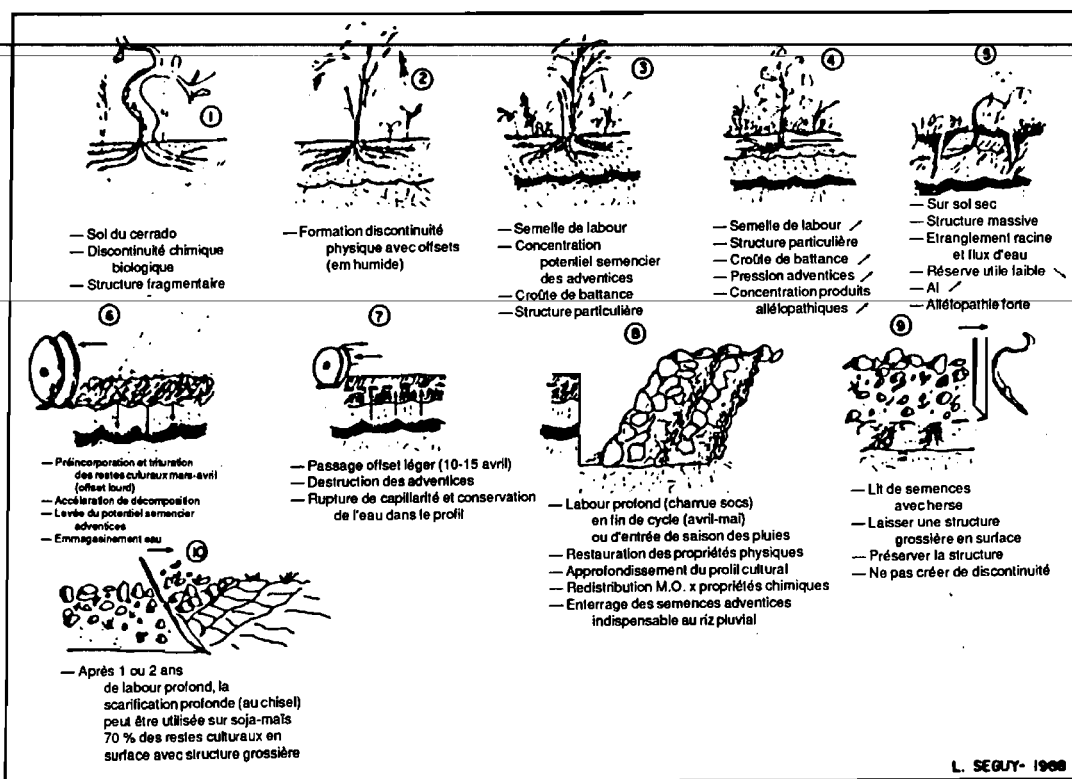 ①
— Sol du cerrado
— Discontinuité chimique
biologique
— Structure fragmentaire
②
— Formation discontinuité
physique avec offsets
(em humide)
③
— Semelle de labour
— Concentration
potentiel semencier
des adventices
— Croûte de battance
— Structure particulière
④
— Semelle de labour ↗
— Structure particulière
— Croûte de battance ↗
— Pression adventices ↗
— Concentration produits
allélopathiques ↗
⑤
— Sur sol sec
— Structure massive
— Etranglement racine
et flux d'eau
— Réserve utile faible ↘
— Al ↗
— Allélopathie forte
⑥
— Préincorporation et trituration
des restes culturaux mars-avril
(offset lourd)
— Accélération de décomposition
— Levée du potentiel semencier
adventices
— Emmagasinement eau
⑦
— Passage offset léger (10-15 avril)
— Destruction des adventices
— Rupture de capillarité et conservation
de l'eau dans le profil
⑧
— Labour profond (charrue socs)
en fin de cycle (avril-mai)
ou d'entrée de saison des pluies
— Restauration des propriétés physiques
— Approfondissement du profil cultural
— Redistribution M.O. x propriétés chimiques
— Enterrage des semences adventices
indispensable au riz pluvial
⑨
— Lit de semences
avec herse
— Laisser une structure
grossière en surface
— Préserver la structure
— Ne pas créer de discontinuité
⑩
— Après 1 ou 2 ans
de labour profond, la
scarification profonde (au chisel)
peut être utilisée sur soja-maïs
70 % des restes culturaux en
surface avec structure grossière
L. SEGUY-